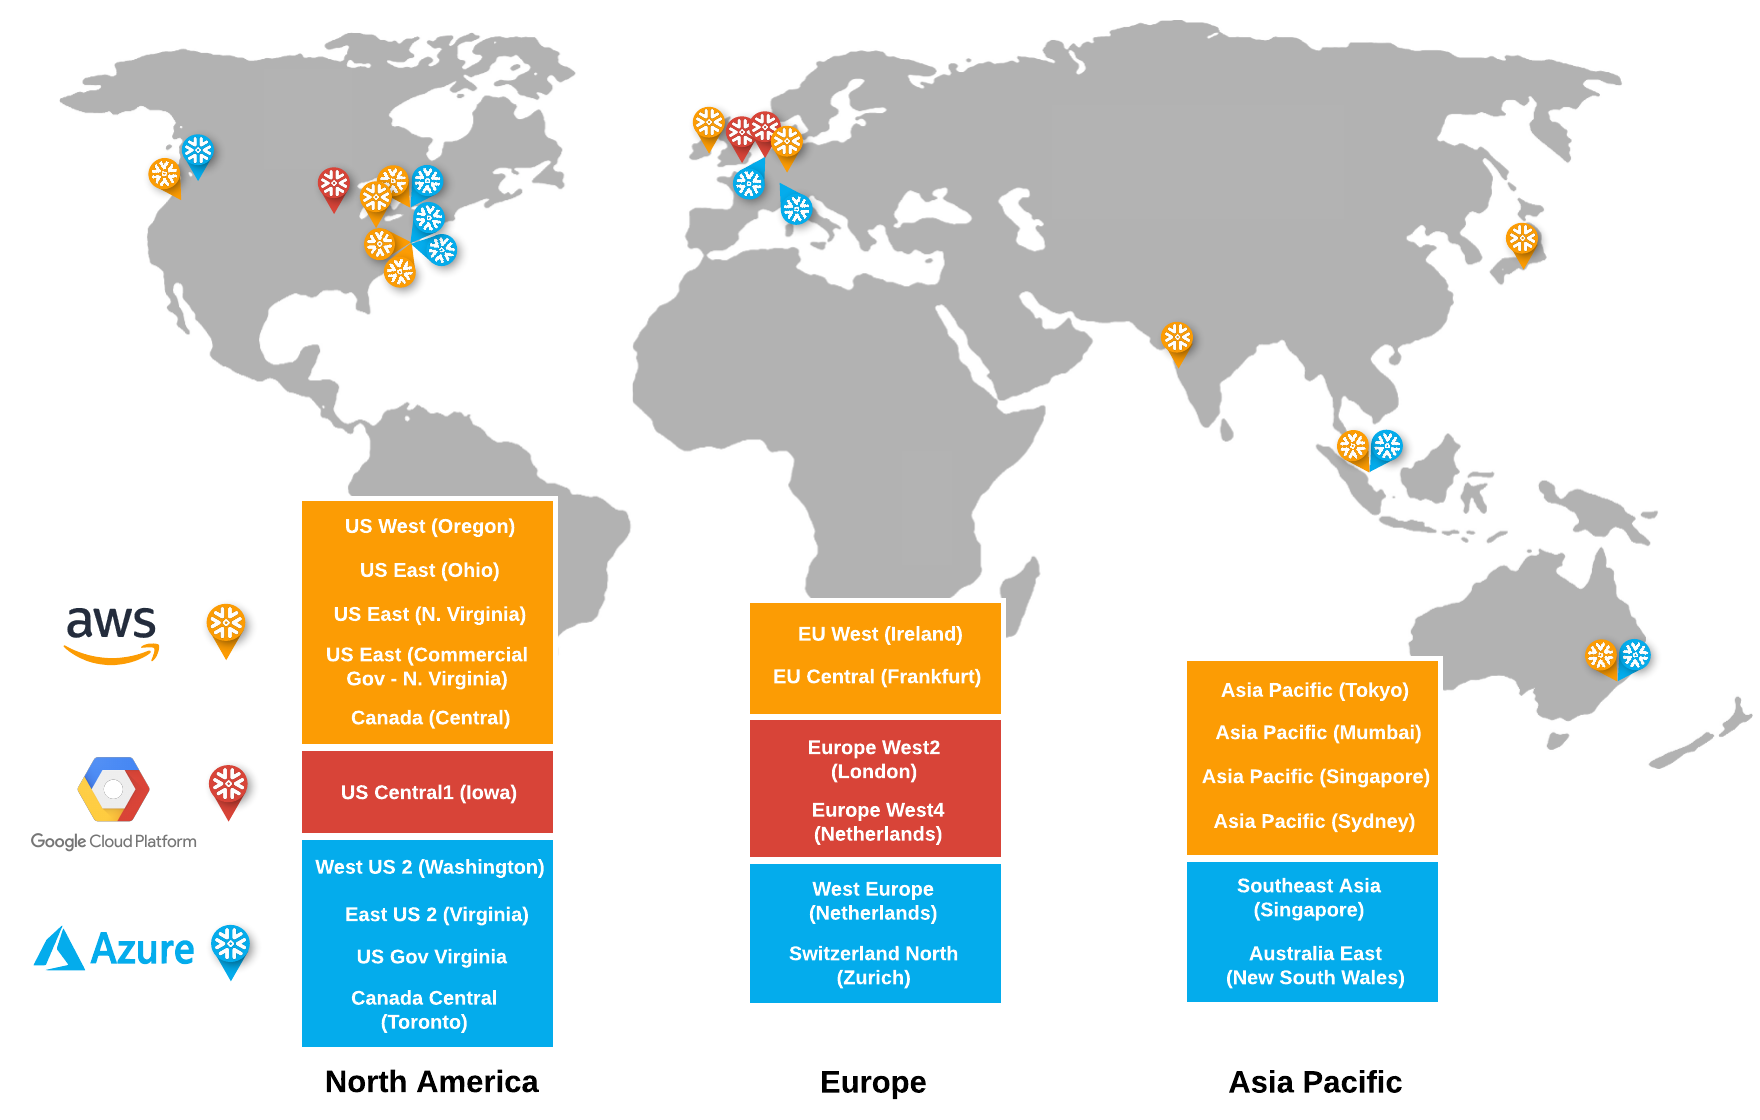 aws
Google Cloud Platform
Azure
US West (Oregon)
US East (Ohio)
US East (N. Virginia)
US East (Commercial
Gov - N. Virginia)
Canada (Central)
US Central1 (Iowa)
West US 2 (Washington)
East US 2 (Virginia)
US Gov Virginia
Canada Central
(Toronto)
North America
EU West (Ireland)
EU Central (Frankfurt)
Europe West2
(London)
Europe West4
(Netherlands)
West Europe
(Netherlands)
Switzerland North
(Zurich)
Europe
Asia Pacific (Tokyo)
Asia Pacific (Mumbai)
Asia Pacific (Singapore)
Asia Pacific (Sydney)
Southeast Asia
(Singapore)
Australia East
(New South Wales)
Asia Pacific